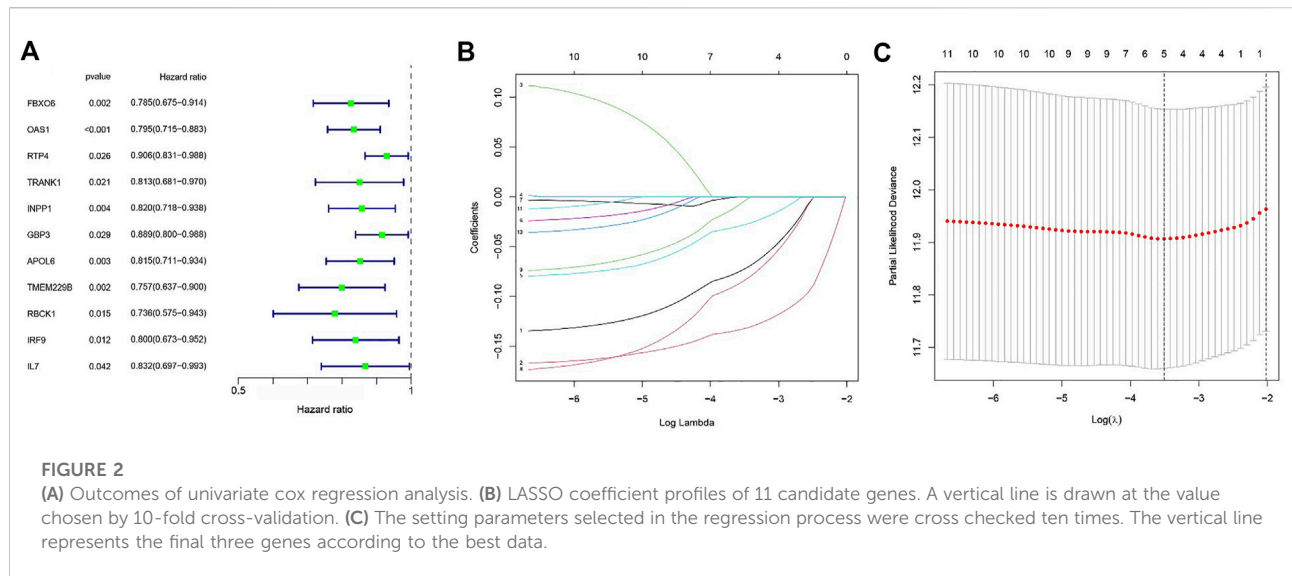 A
pvalue Hazard ratio
FBXO6 0.002 0.785(0.675−0.914)
OAS1 <0.001 0.795(0.715−0.883)
RTP4 0.026 0.906(0.831−0.988)
TRANK1 0.021 0.813(0.681−0.970)
INPP1 0.004 0.820(0.718−0.938)
GBP3 0.029 0.889(0.800−0.988)
APOL6 0.003 0.815(0.711−0.934)
TMEM229B 0.002 0.757(0.637−0.900)
RBCK1 0.015 0.736(0.575−0.943)
IRF9 0.012 0.800(0.673−0.952)
IL7 0.042 0.832(0.697−0.993)
0.5 1
Hazard ratio
B
10 10 7 4 0
Coefficients
0.10
0.05
0.00
−0.05
−0.10
−0.15
3
4
7
11
10
9
1
2
−6 −5 −4 −3 −2
Log Lambda
C
11 10 10 10 10 10 9 9 9 7 6 5 4 4 4 1 1
Partial Likelihood Deviance
12.2
12.1
12.0
11.9
11.8
11.7
−6 −5 −4 −3 −2
Log(λ)
FIGURE 2
(A) Outcomes of univariate cox regression analysis. (B) LASSO coefficient profiles of 11 candidate genes. A vertical line is drawn at the value
chosen by 10-fold cross-validation. (C) The setting parameters selected in the regression process were cross checked ten times. The vertical line
represents the final three genes according to the best data.